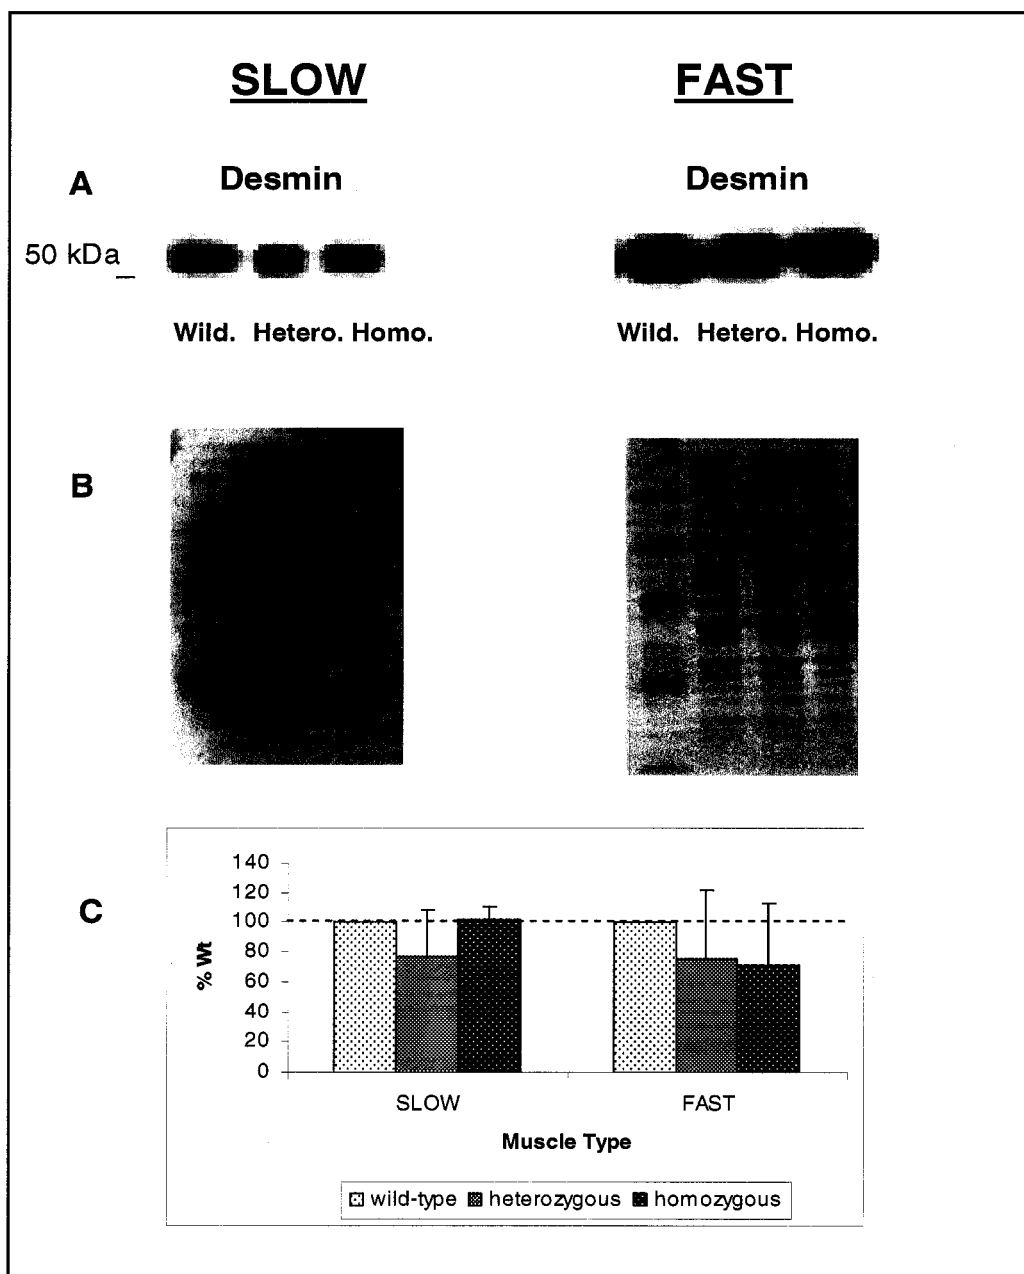 SLOW FAST
A Desmin Desmin
50 kDa
Wild. Hetero. Homo. Wild. Hetero. Homo.
B
C
140
120
100
80
60
40
20
0
% Wt
SLOW FAST
Muscle Type
wild-type heterozygous homozygous